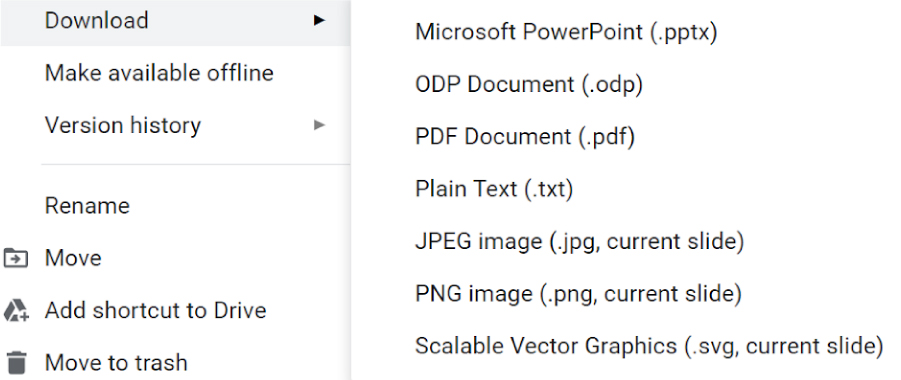 Download
Make available offline
Version history
Rename
Move
Add shortcut to Drive
Move to trash
Microsoft PowerPoint (.pptx)
ODP Document (.odp)
PDF Document (.pdf)
Plain Text (.txt)
JPEG image (.jpg, current slide)
PNG image (.png, current slide)
Scalable Vector Graphics (.svg, current slide)